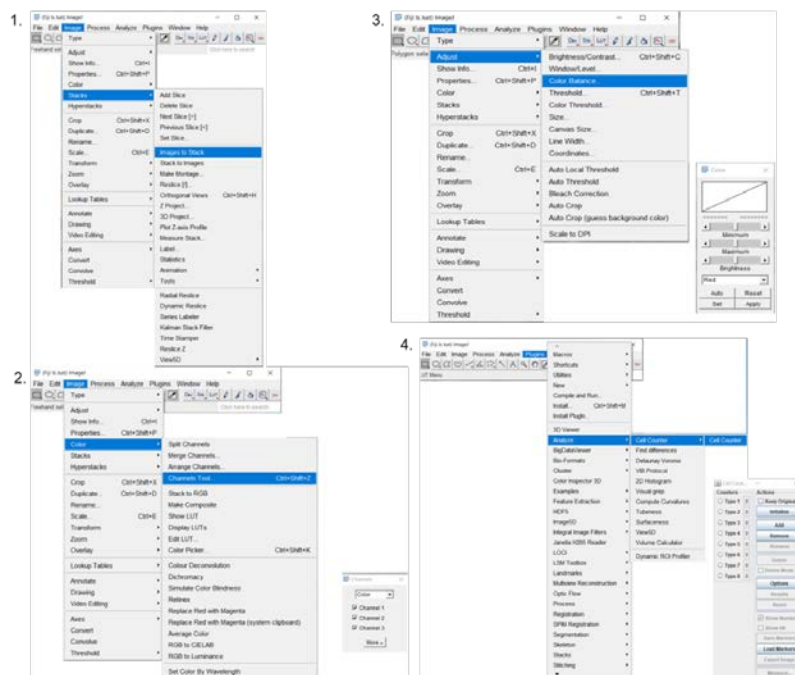 1.
(Fiji Is Just) ImageJ
File Edit Image Process Analyze Plugins Window Help
Type
Click here to search
Adjust
Show Info... Ctrl+I
Properties... Ctrl+Shift+P
Color
Stacks
Hyperstacks
Crop Ctrl+Shift+X
Duplicate... Ctrl+Shift+D
Rename...
Scale... Ctrl+E
Transform
Zoom
Overlay
Lookup Tables
Annotate
Drawing
Video Editing
Axes
Convert
Convolve
Threshold
Add Slice
Delete Slice
Next Slice [>]
Previous Slice [<]
Set Slice...
Images to Stack
Stack to Images
Make Montage...
Reslice [/]...
Orthogonal Views Ctrl+Shift+H
Z Project...
3D Project...
Plot Z-axis Profile
Measure Stack...
Label...
Statistics
Animation
Tools
Radial Reslice
Dynamic Reslice
Series Labeler
Kalman Stack Filter
Time Stamper
Reslice Z
View5D
2.
(Fiji Is Just) ImageJ
File Edit Image Process Analyze Plugins Window Help
Type
Click here to search
Adjust
Show Info... Ctrl+I
Properties... Ctrl+Shift+P
Color
Stacks
Hyperstacks
Crop Ctrl+Shift+X
Duplicate... Ctrl+Shift+D
Rename...
Scale... Ctrl+E
Transform
Zoom
Overlay
Lookup Tables
Annotate
Drawing
Video Editing
Axes
Convert
Convolve
Threshold
Split Channels
Merge Channels...
Arrange Channels...
Channels Tool... Ctrl+Shift+Z
Stack to RGB
Make Composite
Show LUT
Display LUTs
Edit LUT...
Color Picker... Ctrl+Shift+K
Colour Deconvolution
Dichromacy
Simulate Color Blindness
Retinex
Replace Red with Magenta
Replace Red with Magenta (system clipboard)
Average Color
RGB to CIELAB
RGB to Luminance
Set Color By Wavelength
Channels
Color
Channel 1
Channel 2
Channel 3
More »
3.
(Fiji Is Just) ImageJ
File Edit Image Process Analyze Plugins Window Help
Type
Adjust
Show Info... Ctrl+I
Properties... Ctrl+Shift+P
Color
Stacks
Hyperstacks
Crop Ctrl+Shift+X
Duplicate... Ctrl+Shift+D
Rename...
Scale... Ctrl+E
Transform
Zoom
Overlay
Lookup Tables
Annotate
Drawing
Video Editing
Axes
Convert
Convolve
Threshold
Brightness/Contrast... Ctrl+Shift+C
Window/Level...
Color Balance...
Threshold... Ctrl+Shift+T
Color Threshold...
Size...
Canvas Size...
Line Width...
Coordinates...
Auto Local Threshold
Auto Threshold
Bleach Correction
Auto Crop
Auto Crop (guess background color)
Scale to DPI
Color
Minimum
Maximum
Brightness
Red
Auto Reset
Set Apply
4.
(Fiji Is Just) ImageJ
File Edit Image Process Analyze Plugins
Macros
Shortcuts
Utilities
New
Compile and Run...
Install... Ctrl+Shift+M
Install Plugin...
3D Viewer
Analyze
BigDataViewer
Bio-Formats
Cluster
Color Inspector 3D
Examples
Feature Extraction
HDF5
Image5D
Integral Image Filters
Janelia H265 Reader
LOCI
LSM Toolbox
Landmarks
Multiview Reconstruction
Optic Flow
Process
Registration
SPIM Registration
Segmentation
Skeleton
Stacks
Stitching
Cell Counter
Find differences
Delaunay Voronoi
VIB Protocol
2D Histogram
Visual grep
Compute Curvatures
Tubeness
Surfaceness
View5D
Volume Calculator
Dynamic ROI Profiler
Cell Counter
Counters Actions
Type 1
Type 2 Initialize
Type 3 Add
Type 4 Remove
Type 5
Type 6
Type 7
Type 8
Options
Load Markers